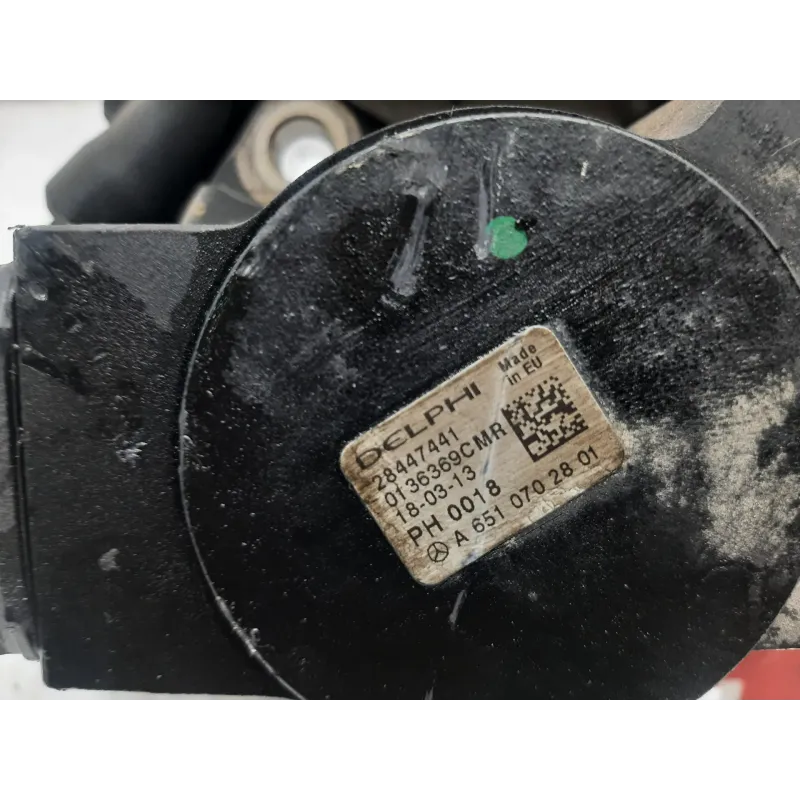 DELPHI
Made
in EU
28447441
0136369CMR
18-03-13
PH 0018
A 651 070 28 01